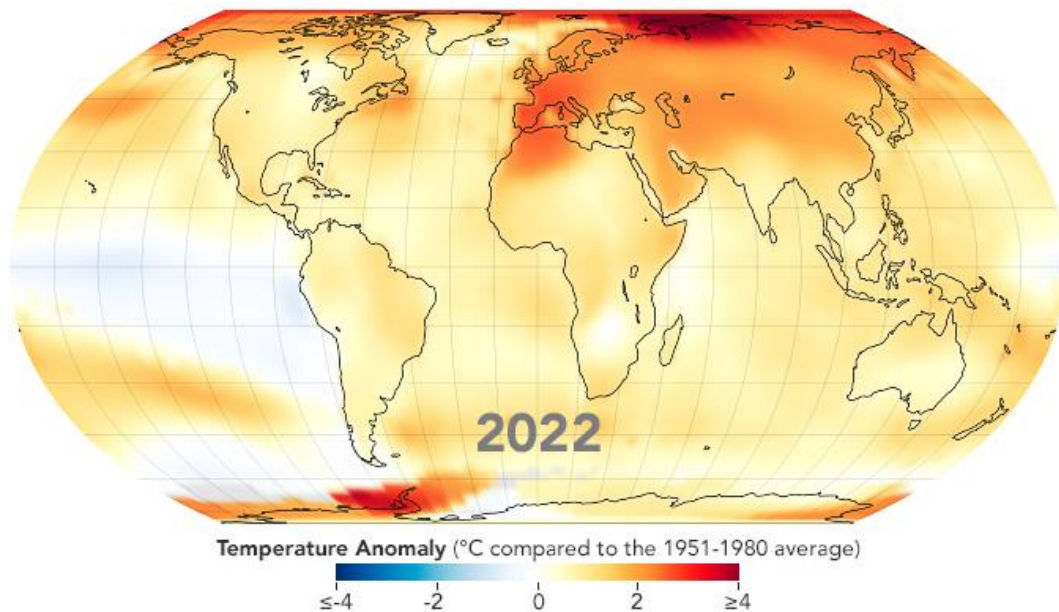 2022
Temperature Anomaly (°C compared to the 1951-1980 average)
≤-4 -2 0 2 ≥4